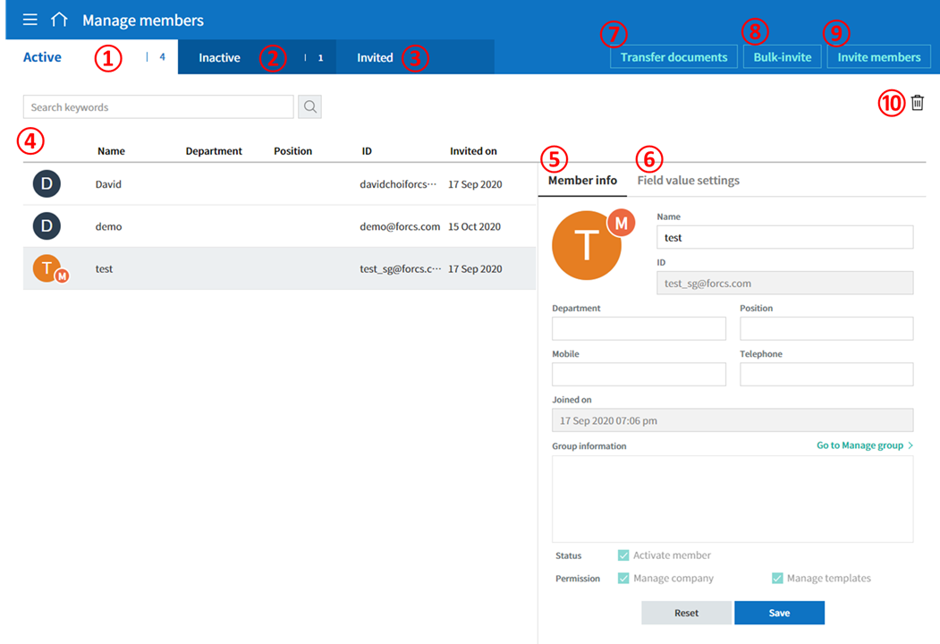 Manage members
Active ① | 4 Inactive ② | 1 Invited ③ ⑦ Transfer documents ⑧ Bulk-invite ⑨ Invite members
Search keywords ⑩
④ Name Department Position ID Invited on
D David davidchoiforcs··· 17 Sep 2020
D demo demo@forcs.com 15 Oct 2020
T M test test_sg@forcs.c··· 17 Sep 2020
⑤ Member info ⑥ Field value settings
T M
Name
test
ID
test_sg@forcs.com
Department Position
Mobile Telephone
Joined on
17 Sep 2020 07:06 pm
Group information Go to Manage group >
Status Activate member
Permission Manage company Manage templates
Reset Save